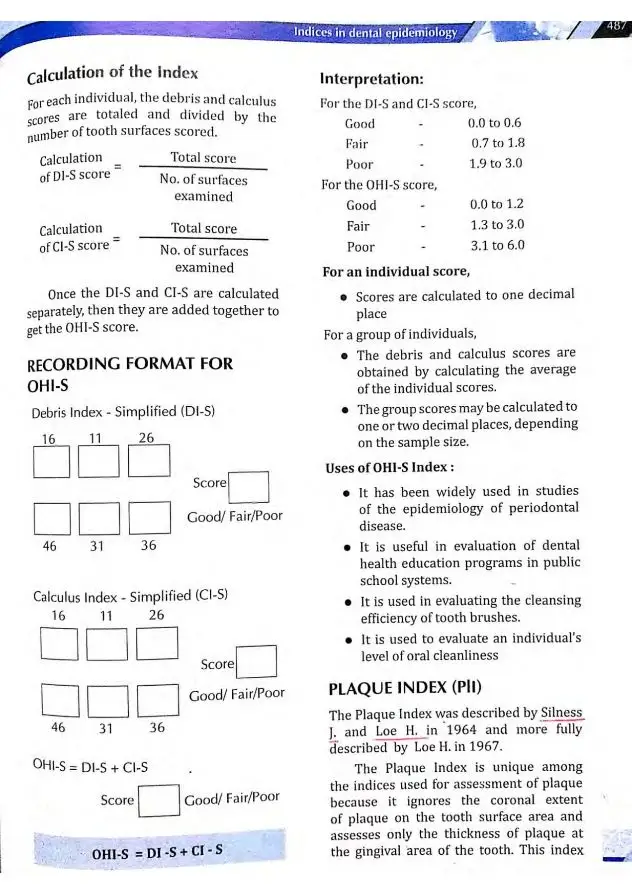 Indices in dental epidemiology
487
Calculation of the Index
For each individual, the debris and calculus
scores are totaled and divided by the
number of tooth surfaces scored.
Calculation of DI-S score = Total score
No. of surfaces
examined
Calculation of CI-S score = Total score
No. of surfaces
examined
Once the DI-S and CI-S are calculated
separately, then they are added together to
get the OHI-S score.
RECORDING FORMAT FOR
OHI-S
Debris Index - Simplified (DI-S)
16 11 26
Score
Good/ Fair/Poor
46 31 36
Calculus Index - Simplified (CI-S)
16 11 26
Score
Good/ Fair/Poor
46 31 36
OHI-S = DI-S + CI-S
Score Good/ Fair/Poor
OHI-S = DI -S + CI - S
Interpretation:
For the DI-S and CI-S score,
Good - 0.0 to 0.6
Fair - 0.7 to 1.8
Poor - 1.9 to 3.0
For the OHI-S score,
Good - 0.0 to 1.2
Fair - 1.3 to 3.0
Poor - 3.1 to 6.0
For an individual score,
• Scores are calculated to one decimal
place
For a group of individuals,
• The debris and calculus scores are
obtained by calculating the average
of the individual scores.
• The group scores may be calculated to
one or two decimal places, depending
on the sample size.
Uses of OHI-S Index :
• It has been widely used in studies
of the epidemiology of periodontal
disease.
• It is useful in evaluation of dental
health education programs in public
school systems.
• It is used in evaluating the cleansing
efficiency of tooth brushes.
• It is used to evaluate an individual's
level of oral cleanliness
PLAQUE INDEX (PlI)
The Plaque Index was described by Silness
J. and Loe H. in 1964 and more fully
described by Loe H. in 1967.
The Plaque Index is unique among
the indices used for assessment of plaque
because it ignores the coronal extent
of plaque on the tooth surface area and
assesses only the thickness of plaque at
the gingival area of the tooth. This index